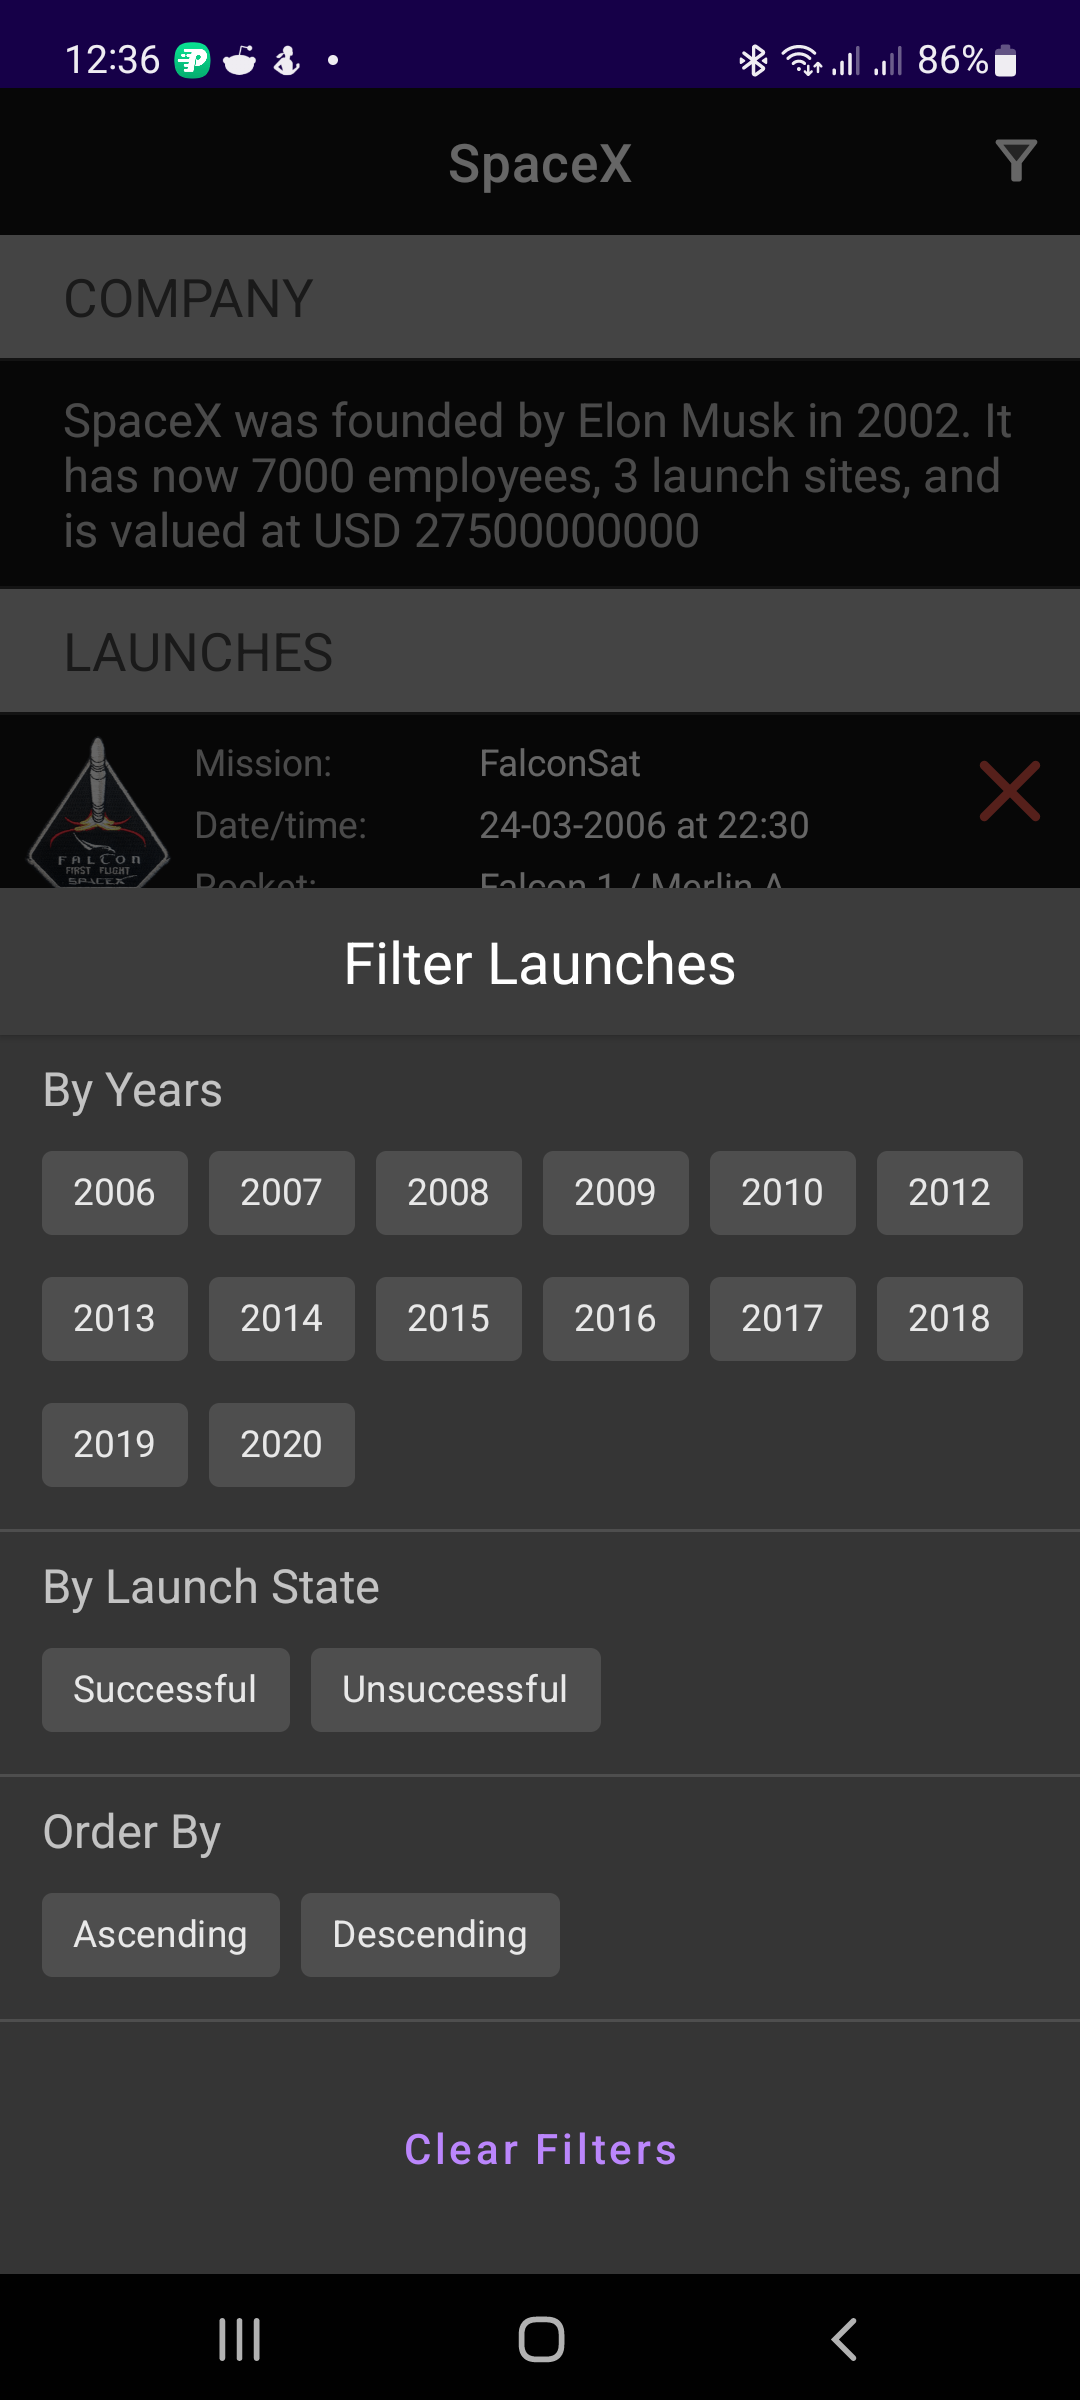 12:36
86%
SpaceX
COMPANY
SpaceX was founded by Elon Musk in 2002. It
has now 7000 employees, 3 launch sites, and
is valued at USD 27500000000
LAUNCHES
Mission: FalconSat
Date/time: 24-03-2006 at 22:30
FALCON
FIRST FLIGHT
SPACEX
Rocket: Falcon 1 / Merlin A
Filter Launches
By Years
2006 2007 2008 2009 2010 2012
2013 2014 2015 2016 2017 2018
2019 2020
By Launch State
Successful Unsuccessful
Order By
Ascending Descending
Clear Filters